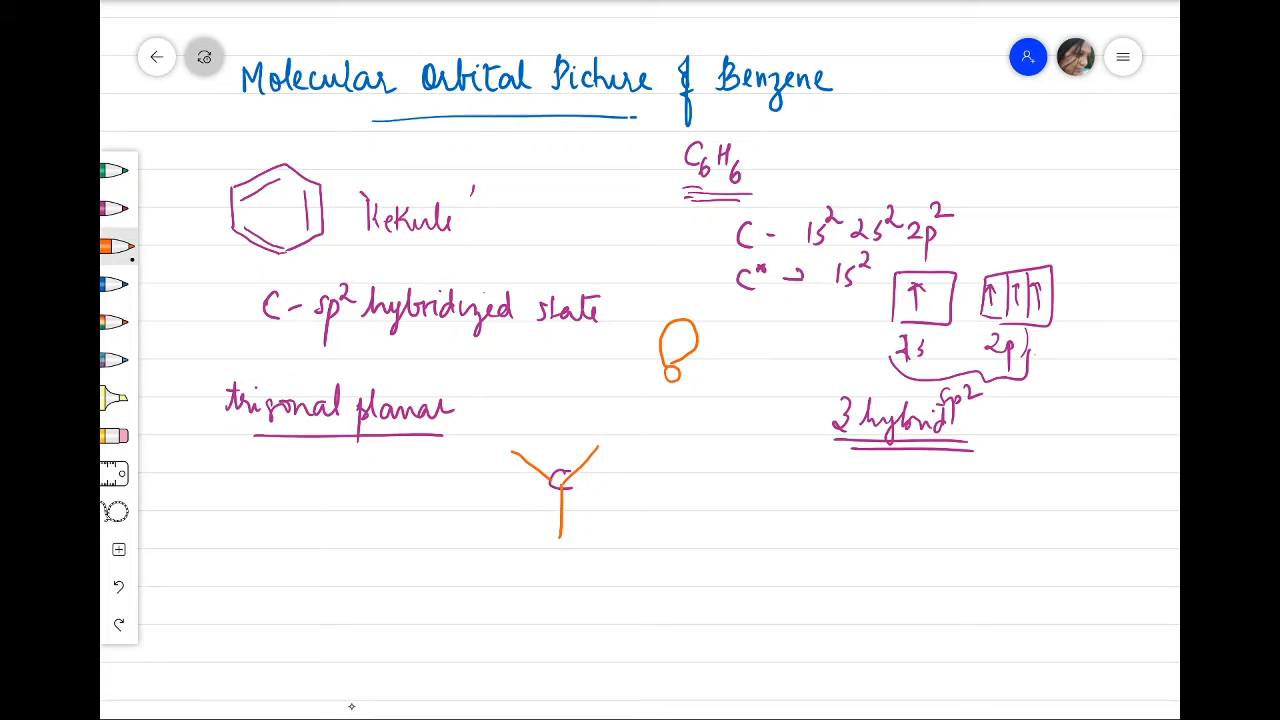 Molecular Orbital Picture of Benzene
C6H6
'Kekule'
C - 1s² 2s² 2p²
C* → 1s² ↑ ↑ ↑ ↑
C - sp² hybridized state
2s 2p
trigonal planar
3 hybrid sp²
C